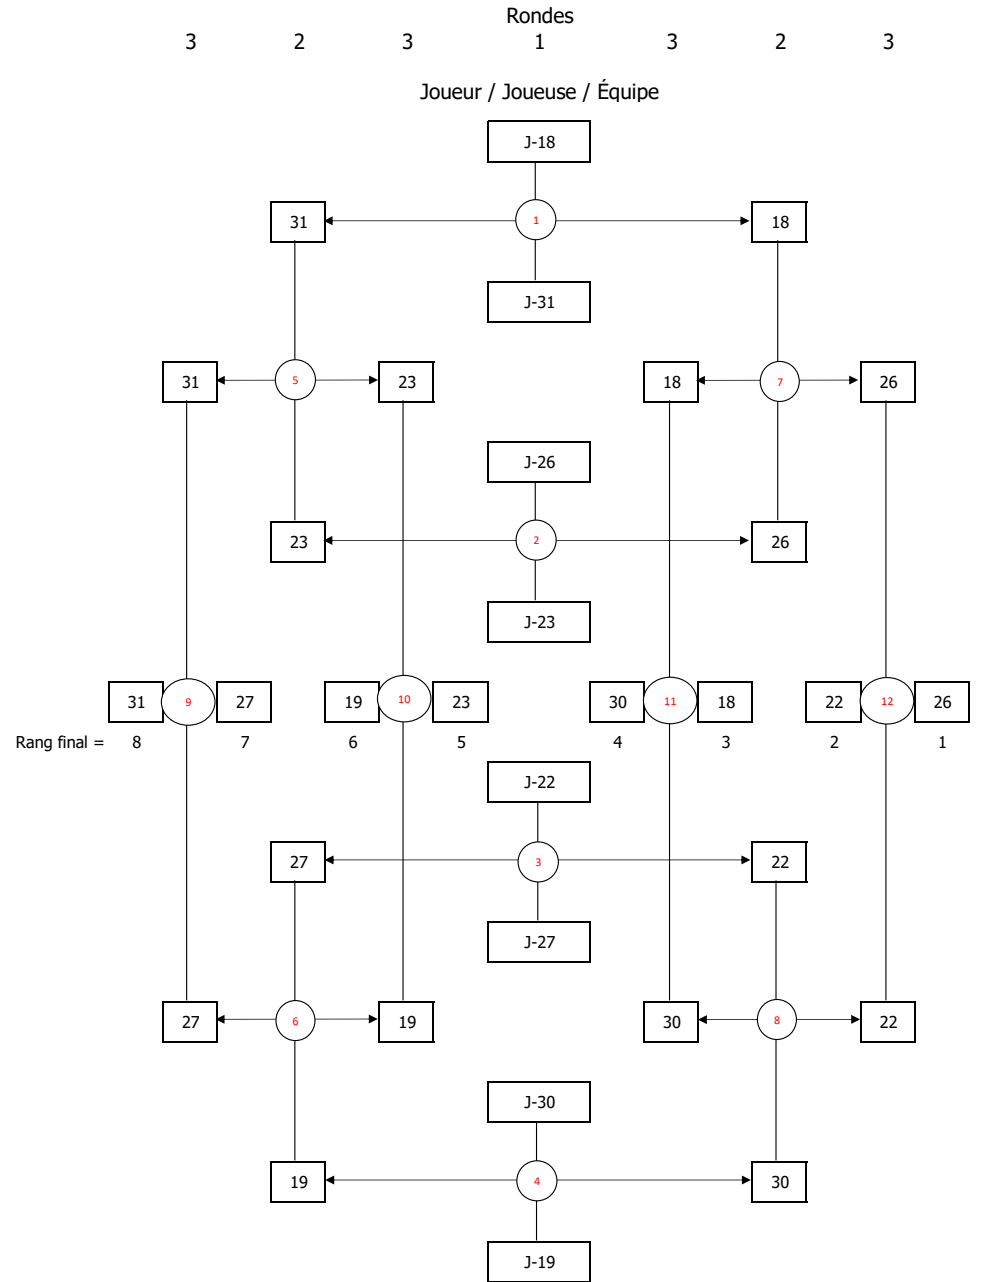 Rondes
3 2 3 1 3 2 3
Joueur / Joueuse / Équipe
J-18
31 1 18
J-31
31 5 23 18 7 26
J-26
23 2 26
J-23
31 9 27 19 10 23 30 11 18 22 12 26
Rang final = 8 7 6 5 4 3 2 1
J-22
27 3 22
J-27
27 6 19 30 8 22
J-30
19 4 30
J-19